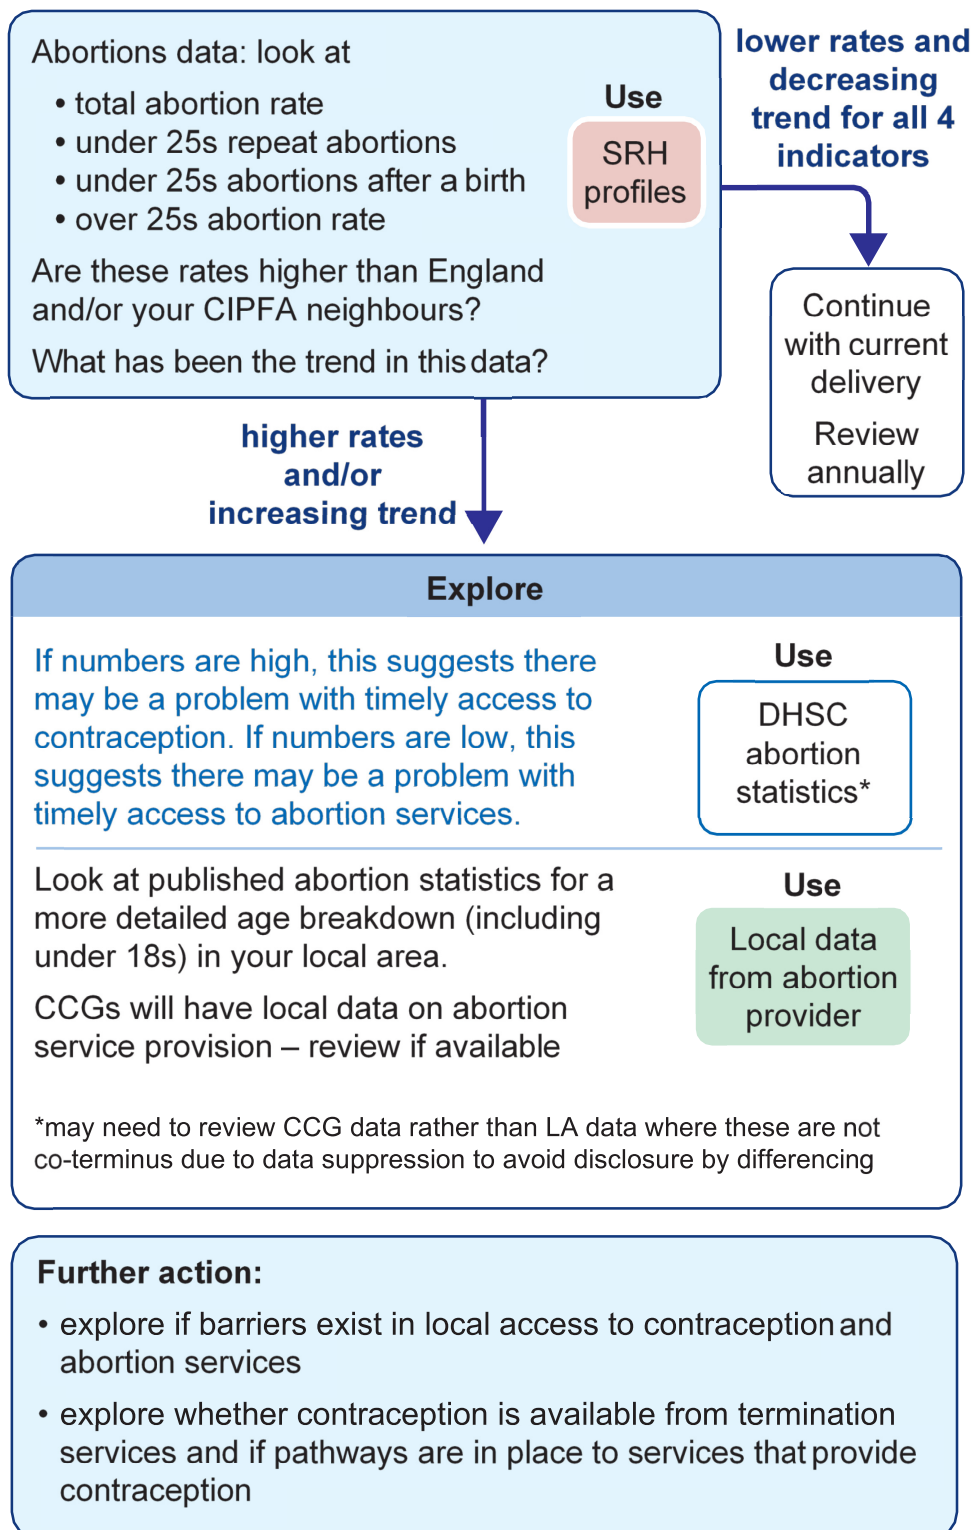 Abortions data: look at
• total abortion rate
• under 25s repeat abortions
• under 25s abortions after a birth
• over 25s abortion rate
Are these rates higher than England
and/or your CIPFA neighbours?
What has been the trend in this data?
Use
SRH
profiles
lower rates and
decreasing
trend for all 4
indicators
Continue
with current
delivery
Review
annually
higher rates
and/or
increasing trend
Explore
If numbers are high, this suggests there
may be a problem with timely access to
contraception. If numbers are low, this
suggests there may be a problem with
timely access to abortion services.
Use
DHSC
abortion
statistics*
Look at published abortion statistics for a
more detailed age breakdown (including
under 18s) in your local area.
CCGs will have local data on abortion
service provision – review if available
Use
Local data
from abortion
provider
*may need to review CCG data rather than LA data where these are not
co-terminus due to data suppression to avoid disclosure by differencing
Further action:
• explore if barriers exist in local access to contraception and
abortion services
• explore whether contraception is available from termination
services and if pathways are in place to services that provide
contraception